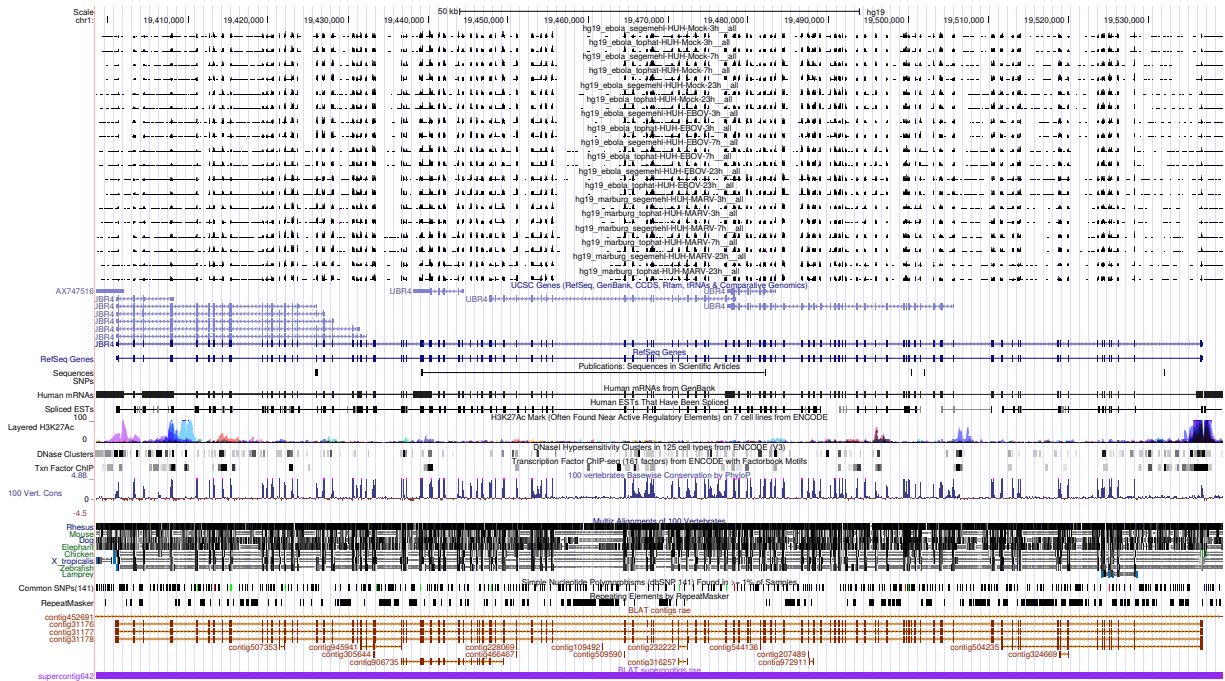 Scale 50 kb hg19
chr1: 19,410,000 19,420,000 19,430,000 19,440,000 19,450,000 19,460,000 19,470,000 19,480,000 19,490,000 19,500,000 19,510,000 19,520,000 19,530,000
hg19_ebola_segemehl-HUH-Mock-3h__all
hg19_ebola_tophat-HUH-Mock-3h__all
hg19_ebola_segemehl-HUH-Mock-7h__all
hg19_ebola_tophat-HUH-Mock-7h__all
hg19_ebola_segemehl-HUH-Mock-23h__all
hg19_ebola_tophat-HUH-Mock-23h__all
hg19_ebola_segemehl-HUH-EBOV-3h__all
hg19_ebola_tophat-HUH-EBOV-3h__all
hg19_ebola_segemehl-HUH-EBOV-7h__all
hg19_ebola_tophat-HUH-EBOV-7h__all
hg19_ebola_segemehl-HUH-EBOV-23h__all
hg19_ebola_tophat-HUH-EBOV-23h__all
hg19_marburg_segemehl-HUH-MARV-3h__all
hg19_marburg_tophat-HUH-MARV-3h__all
hg19_marburg_segemehl-HUH-MARV-7h__all
hg19_marburg_tophat-HUH-MARV-7h__all
hg19_marburg_segemehl-HUH-MARV-23h__all
hg19_marburg_tophat-HUH-MARV-23h__all
UCSC Genes (RefSeq, GenBank, CCDS, Rfam, tRNAs & Comparative Genomics)
AX747516 UBR4 UBR4
UBR4 UBR4
UBR4 UBR4
UBR4
UBR4
UBR4
UBR4
UBR4
RefSeq Genes
RefSeq Genes
Publications: Sequences in Scientific Articles
Sequences
SNPs
Human mRNAs from GenBank
Human mRNAs
Human ESTs That Have Been Spliced
Spliced ESTs
H3K27Ac Mark (Often Found Near Active Regulatory Elements) on 7 cell lines from ENCODE
100
Layered H3K27Ac
0
DNaseI Hypersensitivity Clusters in 125 cell types from ENCODE (V3)
DNase Clusters
Transcription Factor ChIP-seq (161 factors) from ENCODE with Factorbook Motifs
Txn Factor ChIP
100 vertebrates Basewise Conservation by PhyloP
4.88
100 Vert. Cons
0
-4.5
Multiz Alignments of 100 Vertebrates
Rhesus
Mouse
Dog
Elephant
Chicken
X_tropicalis
Zebrafish
Lamprey
Simple Nucleotide Polymorphisms (dbSNP 141) Found in >= 1% of Samples
Common SNPs(141)
Repeating Elements by RepeatMasker
RepeatMasker
BLAT contigs rae
contig452691
contig31176
contig31177
contig31178
contig507353 contig945941 contig228069 contig109492 contig232222 contig544136 contig504235
contig305644 contig466467 contig509590 contig207489 contig324669
contig906735 contig316257 contig972911
BLAT supercontigs rae
supercontig642